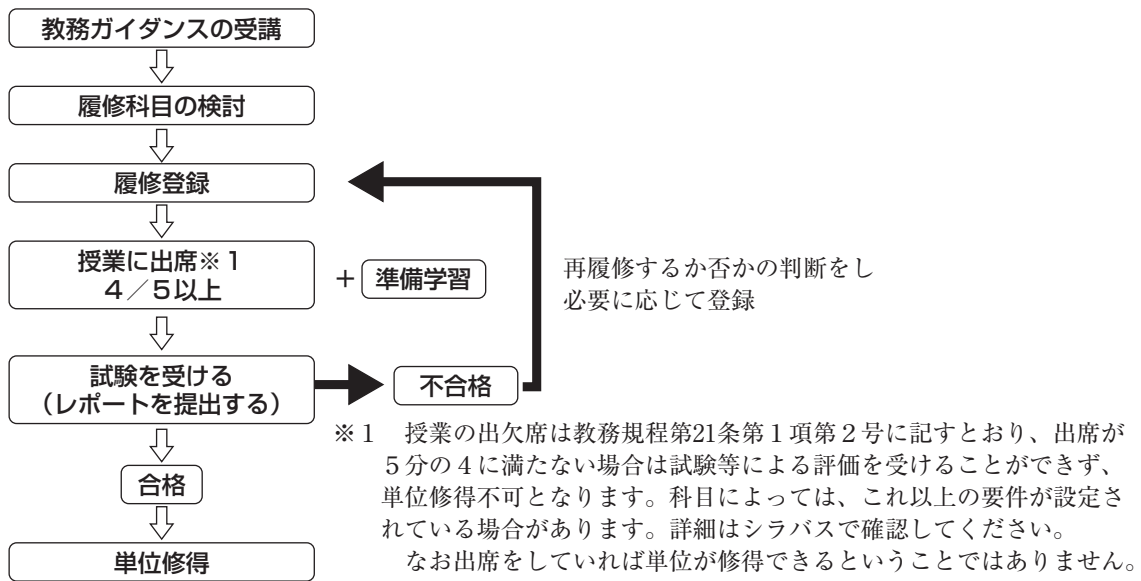 教務ガイダンスの受講
履修科目の検討
履修登録
授業に出席※１
４／５以上
＋ 準備学習
再履修するか否かの判断をし
必要に応じて登録
試験を受ける
（レポートを提出する）
不合格
※１　授業の出欠席は教務規程第21条第１項第２号に記すとおり、出席が
５分の４に満たない場合は試験等による評価を受けることができず、
単位修得不可となります。科目によっては、これ以上の要件が設定さ
れている場合があります。詳細はシラバスで確認してください。
なお出席をしていれば単位が修得できるということではありません。
合格
単位修得